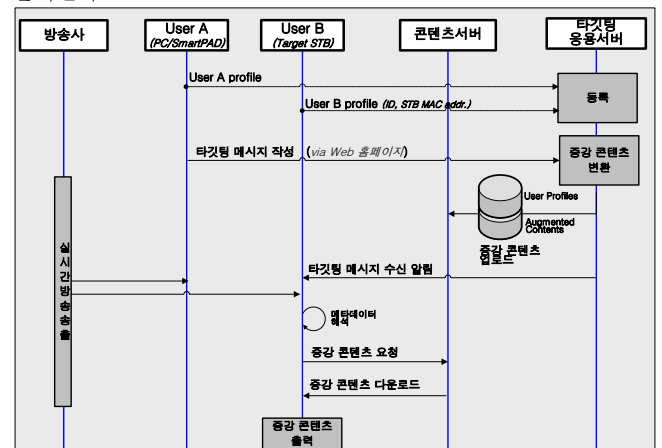 방송사
User A
(PC/SmartPAD)
User B
(Target STB)
콘텐츠서버
타깃팅
응용서버
User A profile
User B profile (ID, STB MAC addr.)
등록
타깃팅 메시지 작성 (via Web 홈페이지)
증강 콘텐츠
변환
User Profiles
Augmented
Contents
증강 콘텐츠
업로드
실시간방송송출
타깃팅 메시지 수신 알림
메타데이터
해석
증강 콘텐츠 요청
증강 콘텐츠 다운로드
증강 콘텐츠
출력